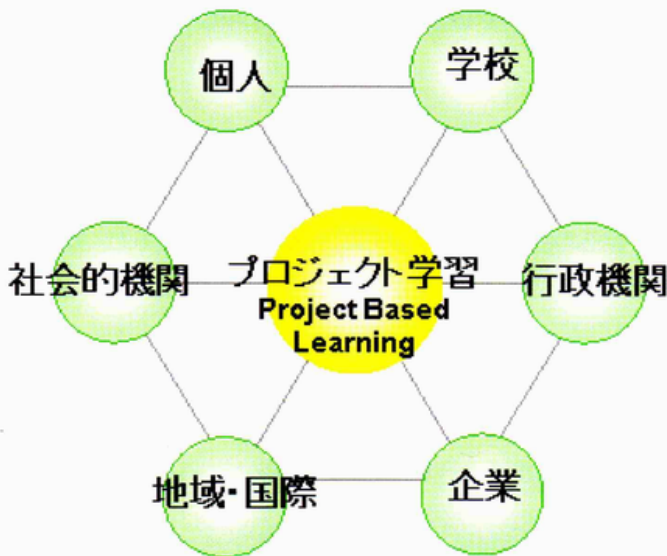 個人
学校
社会的機関
プロジェクト学習
Project Based
Learning
行政機関
地域・国際
企業